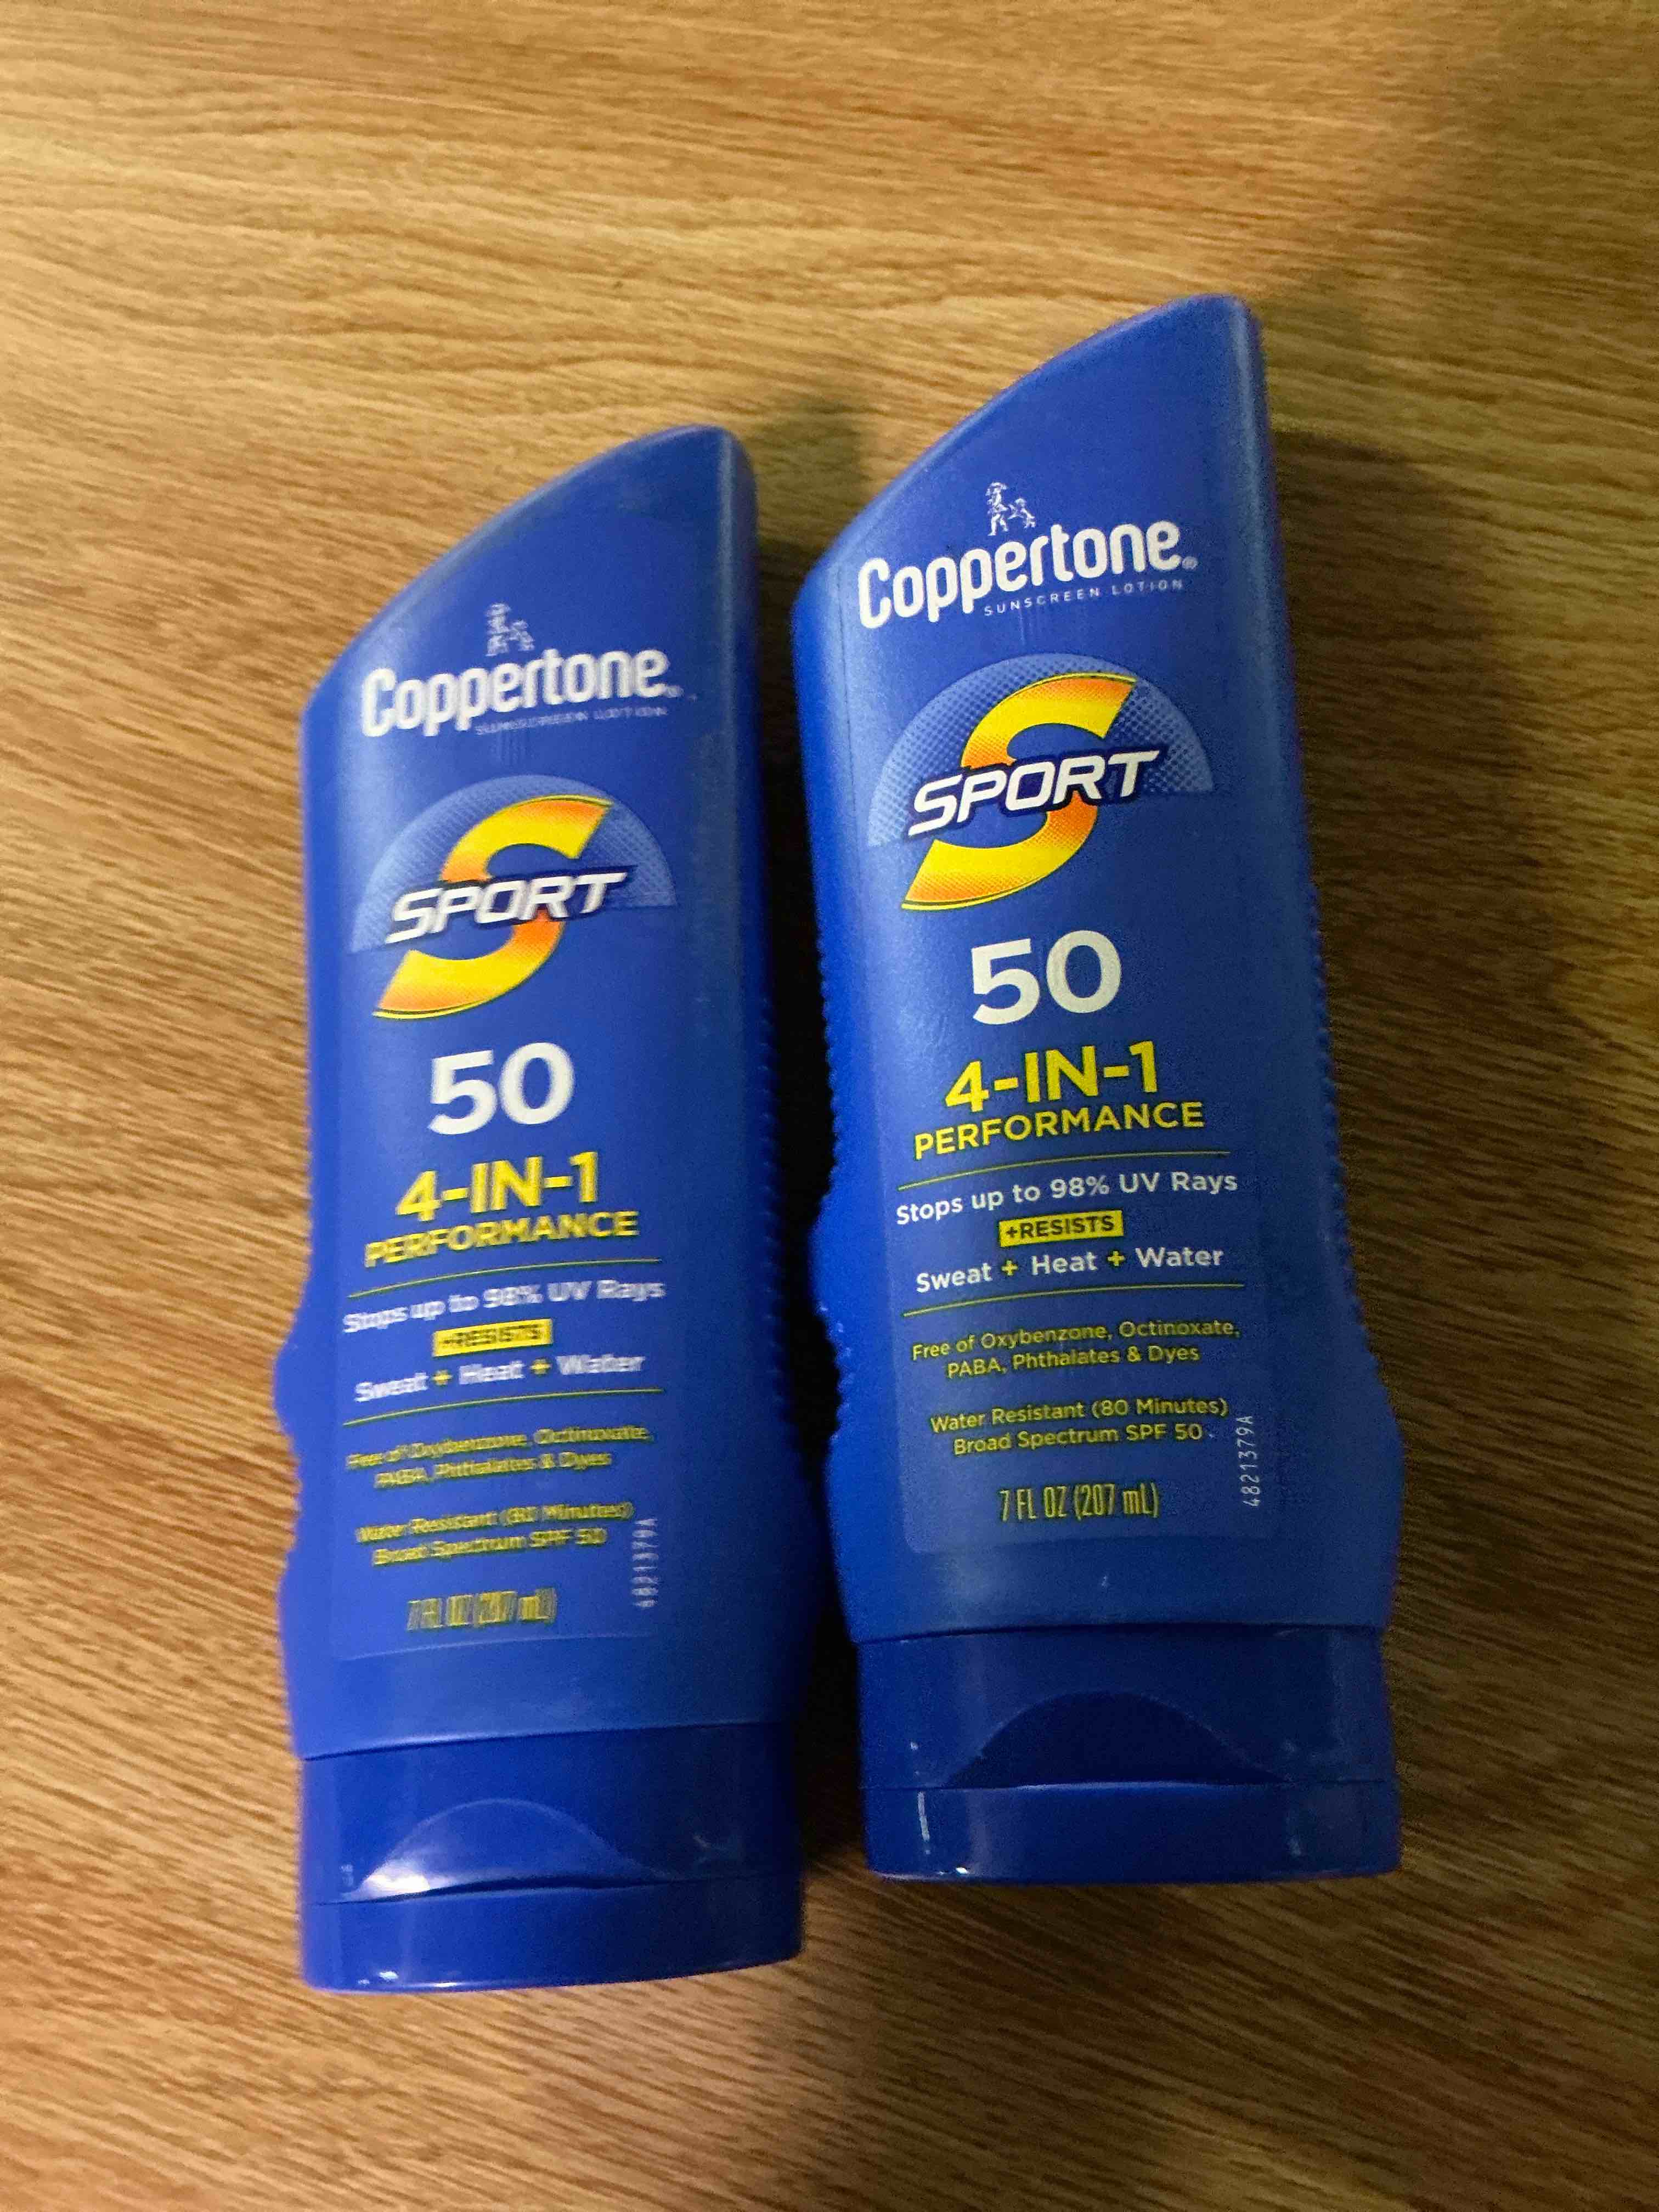 Coppertone®
SUNSCREEN LOTION
SPORT
50
4-IN-1
PERFORMANCE
Stops up to 98% UV Rays
+RESISTS
Sweat + Heat + Water
Free of Oxybenzone, Octinoxate,
PABA, Phthalates & Dyes
Water Resistant (80 Minutes)
Broad Spectrum SPF 50
7 FL OZ (207 mL)
4821379A
Coppertone®
SUNSCREEN LOTION
SPORT
50
4-IN-1
PERFORMANCE
Stops up to 98% UV Rays
+RESISTS
Sweat + Heat + Water
Free of Oxybenzone, Octinoxate,
PABA, Phthalates & Dyes
Water Resistant (80 Minutes)
Broad Spectrum SPF 50
7 FL OZ (207 mL)
4821379A